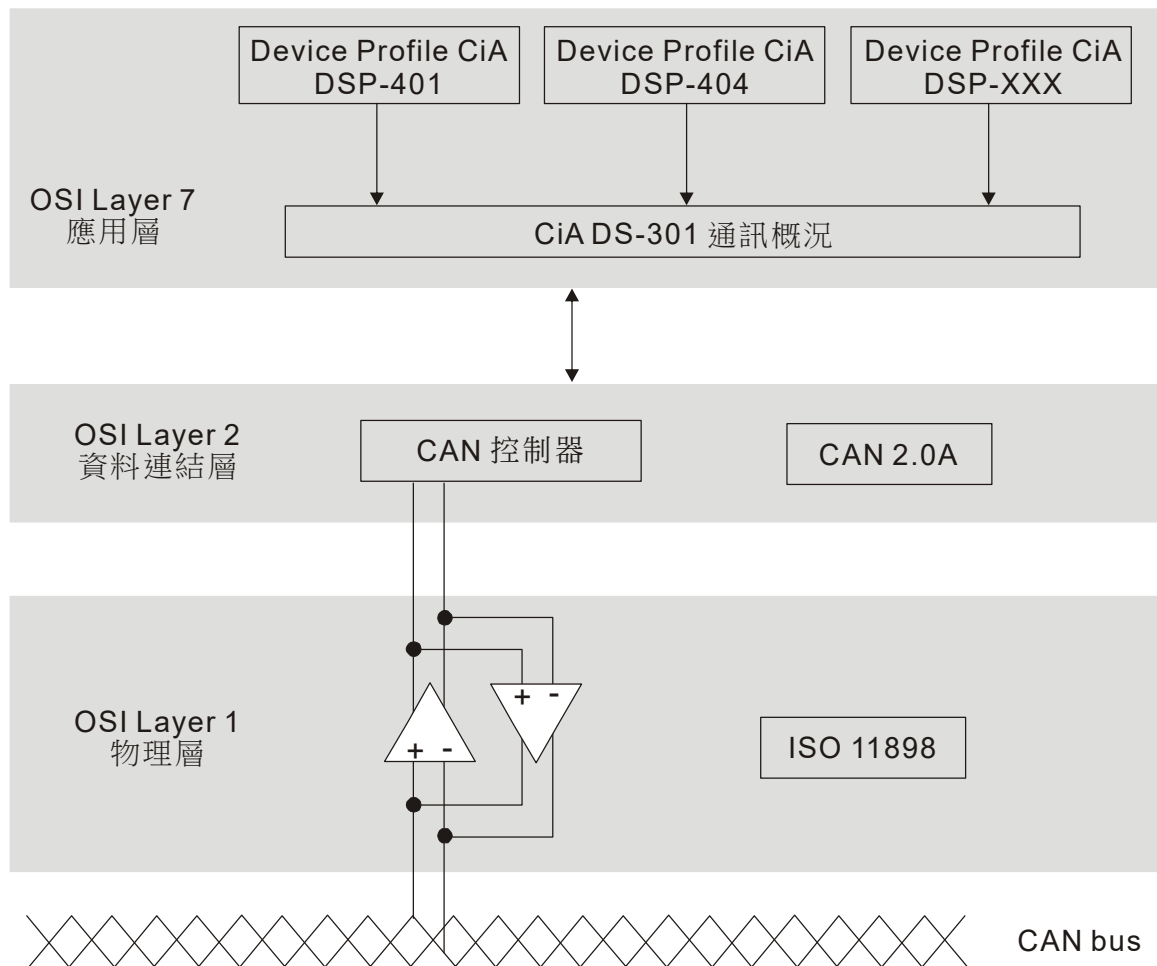 Device Profile CiA
DSP-401
Device Profile CiA
DSP-404
Device Profile CiA
DSP-XXX
OSI Layer 7
應用層
CiA DS-301 通訊概況
OSI Layer 2
資料連結層
CAN 控制器
CAN 2.0A
OSI Layer 1
物理層
+ -
+ -
ISO 11898
CAN bus